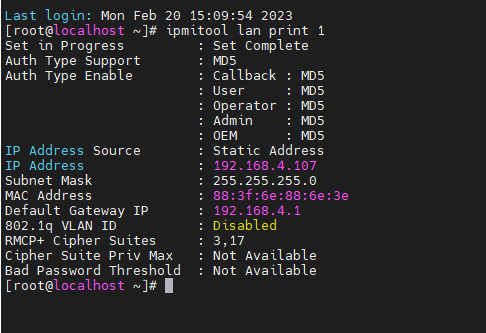 Last login: Mon Feb 20 15:09:54 2023
[root@localhost ~]# ipmitool lan print 1
Set in Progress         : Set Complete
Auth Type Support       : MD5
Auth Type Enable        : Callback : MD5
                        : User     : MD5
                        : Operator : MD5
                        : Admin    : MD5
                        : OEM      : MD5
IP Address Source       : Static Address
IP Address              : 192.168.4.107
Subnet Mask             : 255.255.255.0
MAC Address             : 88:3f:6e:88:6e:3e
Default Gateway IP      : 192.168.4.1
802.1q VLAN ID          : Disabled
RMCP+ Cipher Suites     : 3,17
Cipher Suite Priv Max   : Not Available
Bad Password Threshold  : Not Available
[root@localhost ~]#